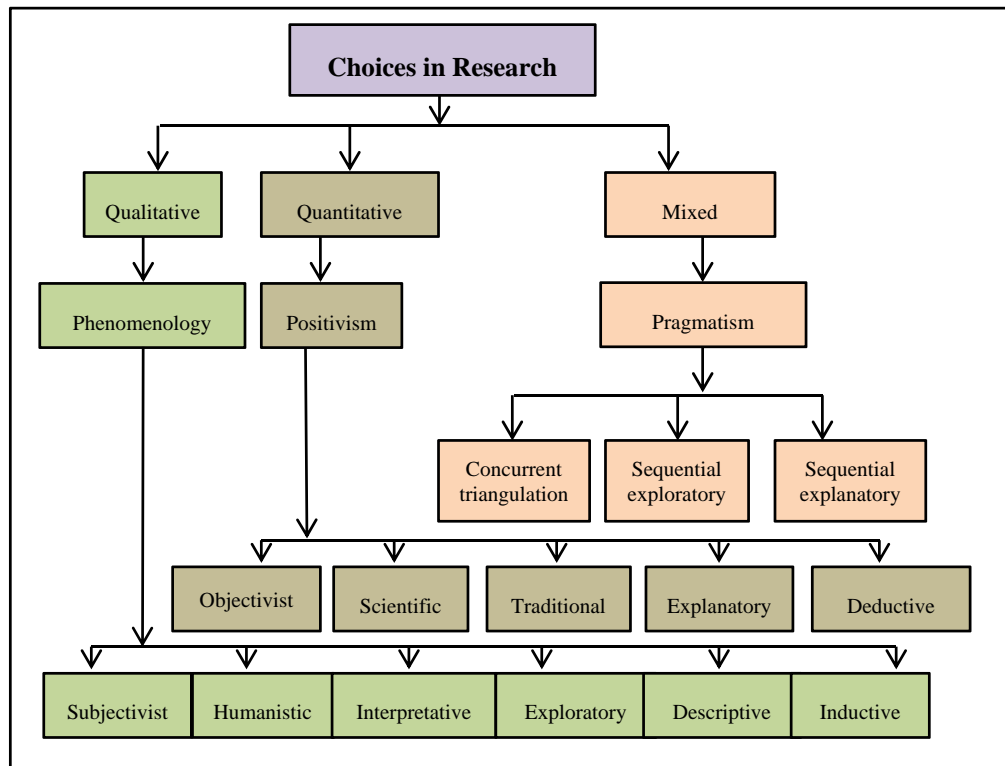 Choices in Research
Qualitative
Quantitative
Mixed
Phenomenology
Positivism
Pragmatism
Concurrent
triangulation
Sequential
exploratory
Sequential
explanatory
Objectivist
Scientific
Traditional
Explanatory
Deductive
Subjectivist
Humanistic
Interpretative
Exploratory
Descriptive
Inductive